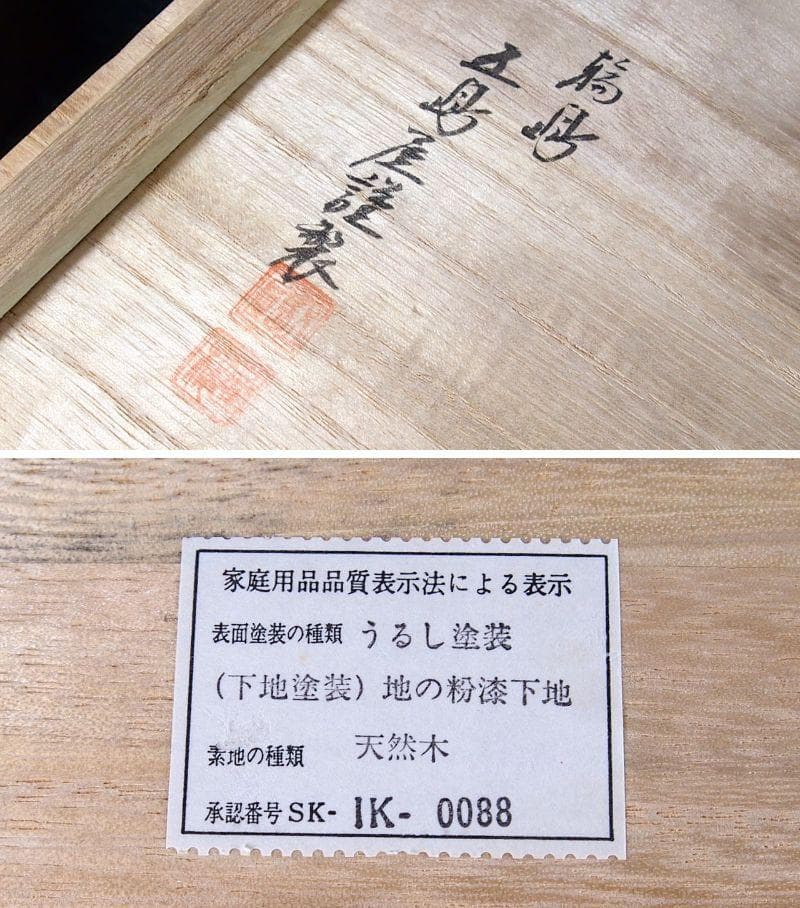 輪島
五島屋謹製
家庭用品品質表示法による表示
表面塗装の種類 うるし塗装
(下地塗装) 地の粉漆下地
素地の種類 天然木
承認番号 SK- IK- 0088